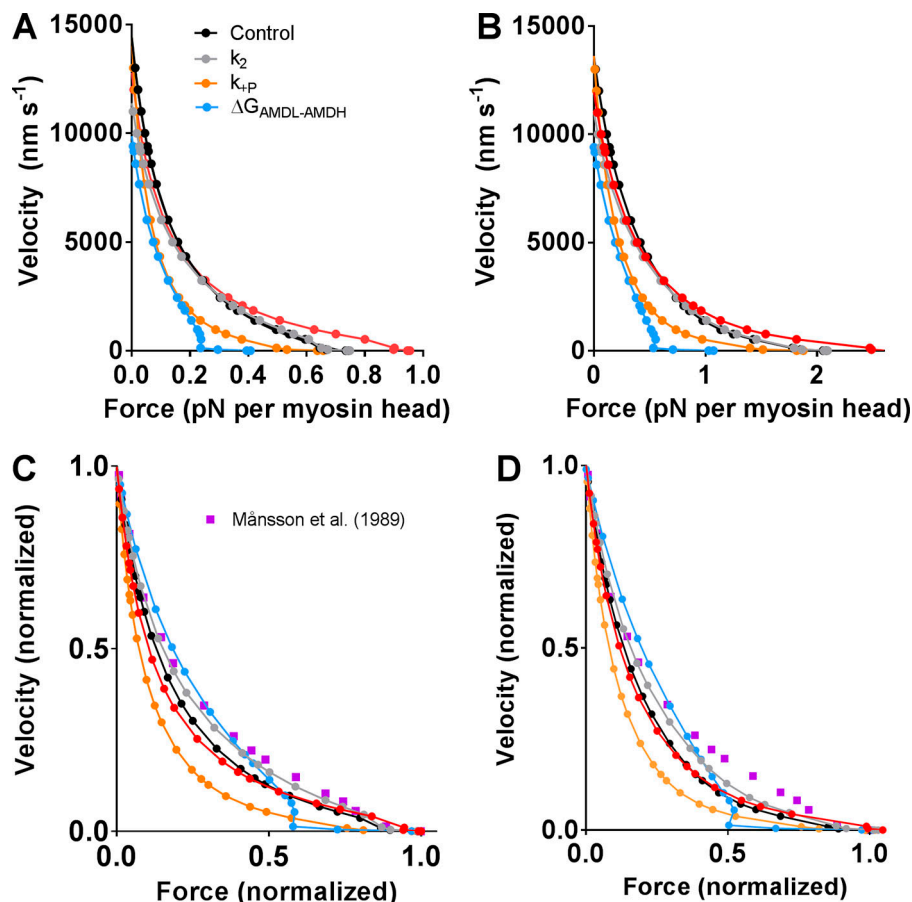 A
15000
10000
5000
0
Velocity (nm s-1)
0.0 0.2 0.4 0.6 0.8 1.0
Force (pN per myosin head)
Control
k2
k+P
ΔGAMDL-AMDH
B
15000
10000
5000
0
Velocity (nm s-1)
0 1 2
Force (pN per myosin head)
C
1.0
0.5
0.0
Velocity (normalized)
0.0 0.5 1.0
Force (normalized)
Månsson et al. (1989)
D
1.0
0.5
0.0
Velocity (normalized)
0.0 0.5 1.0
Force (normalized)